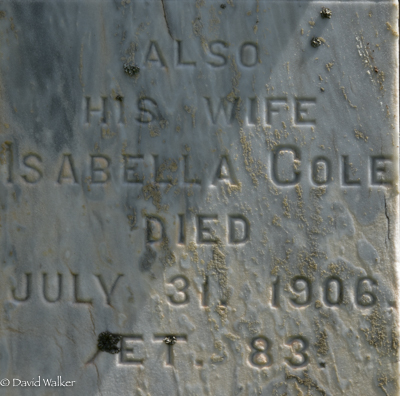 ALSO
HIS WIFE
ISABELLA COLE
DIED
JULY 31, 1906.
ET. 83.
© David Walker